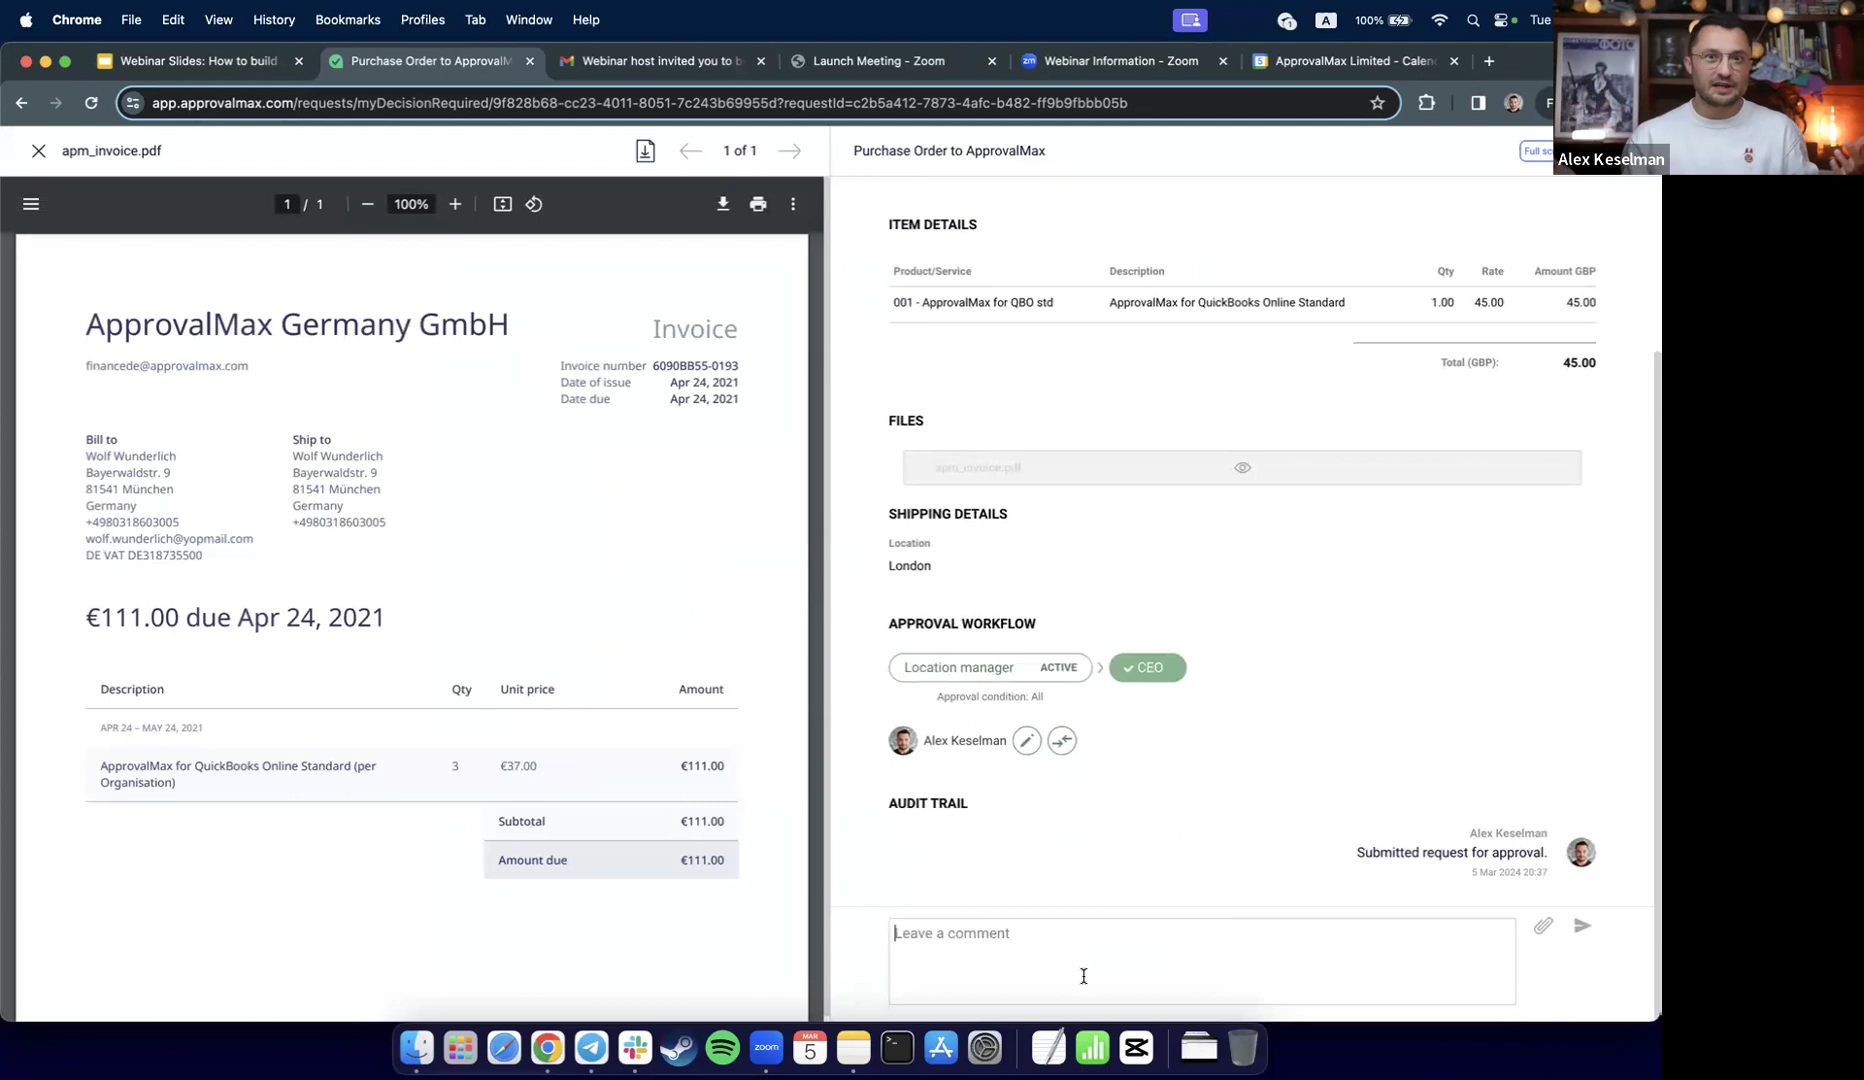 Chrome File Edit View History Bookmarks Profiles Tab Window Help
A 100% Tue
Webinar Slides: How to build
Purchase Order to ApprovalM
Webinar host invited you to b
Launch Meeting - Zoom
Webinar Information - Zoom
ApprovalMax Limited - Calen
app.approvalmax.com/requests/myDecisionRequired/9f828b68-cc23-4011-8051-7c243b69955d?requestId=c2b5a412-7873-4afc-b482-ff9b9fbbb05b
apm_invoice.pdf
1 of 1
1 / 1
100%
ApprovalMax Germany GmbH
Invoice
financede@approvalmax.com
Invoice number 6090BB55-0193
Date of issue Apr 24, 2021
Date due Apr 24, 2021
Bill to
Wolf Wunderlich
Bayerwaldstr. 9
81541 München
Germany
+4980318603005
wolf.wunderlich@yopmail.com
DE VAT DE318735500
Ship to
Wolf Wunderlich
Bayerwaldstr. 9
81541 München
Germany
+4980318603005
€111.00 due Apr 24, 2021
Description Qty Unit price Amount
APR 24 – MAY 24, 2021
ApprovalMax for QuickBooks Online Standard (per 3 €37.00 €111.00
Organisation)
Subtotal €111.00
Amount due €111.00
Purchase Order to ApprovalMax
Full sc
ITEM DETAILS
Product/Service Description Qty Rate Amount GBP
001 - ApprovalMax for QBO std ApprovalMax for QuickBooks Online Standard 1.00 45.00 45.00
Total (GBP): 45.00
FILES
apm_invoice.pdf
SHIPPING DETAILS
Location
London
APPROVAL WORKFLOW
Location manager ACTIVE
CEO
Approval condition: All
Alex Keselman
AUDIT TRAIL
Alex Keselman
Submitted request for approval.
5 Mar 2024 20:37
Leave a comment
Alex Keselman
ФОТО
zoom
MAR
5